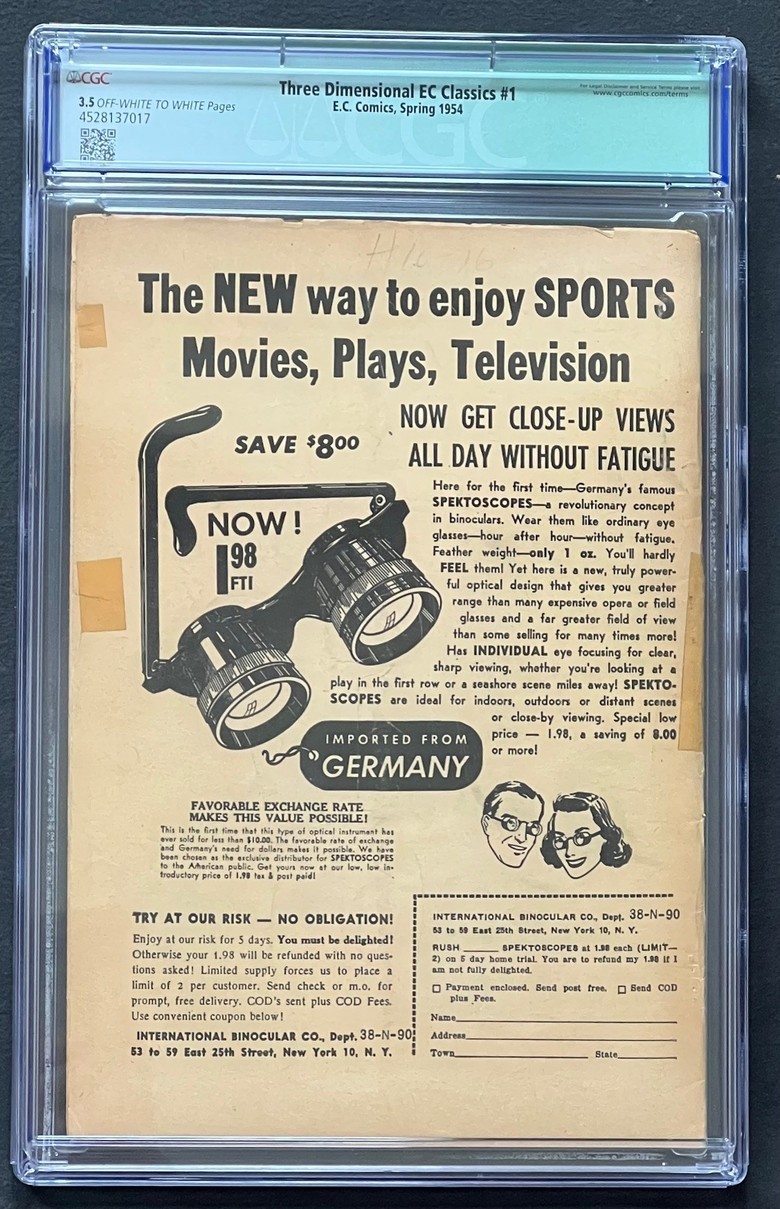 CGC
Three Dimensional EC Classics #1
E.C. Comics, Spring 1954
3.5 OFF-WHITE TO WHITE Pages
4528137017
For Legal Disclaimer and Service Terms please visit
www.cgccomics.com/terms
CGC
The NEW way to enjoy SPORTS
Movies, Plays, Television
NOW GET CLOSE-UP VIEWS
ALL DAY WITHOUT FATIGUE
SAVE $8.00
NOW!
1.98
FTI
Here for the first time—Germany's famous
SPEKTOSCOPES—a revolutionary concept
in binoculars. Wear them like ordinary eye
glasses—hour after hour—without fatigue.
Feather weight—only 1 oz. You'll hardly
FEEL them! Yet here is a new, truly power-
ful optical design that gives you greater
range than many expensive opera or field
glasses and a far greater field of view
than some selling for many times more!
Has INDIVIDUAL eye focusing for clear,
sharp viewing, whether you're looking at a
play in the first row or a seashore scene miles away! SPEKTO-
SCOPES are ideal for indoors, outdoors or distant scenes
or close-by viewing. Special low
price — 1.98, a saving of 8.00
or more!
IMPORTED FROM
GERMANY
FAVORABLE EXCHANGE RATE
MAKES THIS VALUE POSSIBLE!
This is the first time that this type of optical instrument has
ever sold for less than $10.00. The favorable rate of exchange
and Germany's need for dollars makes it possible. We have
been chosen as the exclusive distributor for SPEKTOSCOPES
to the American public. Get yours now at our low, low in-
troductory price of 1.98 tax & post paid!
TRY AT OUR RISK — NO OBLIGATION!
Enjoy at our risk for 5 days. You must be delighted!
Otherwise your 1.98 will be refunded with no ques-
tions asked! Limited supply forces us to place a
limit of 2 per customer. Send check or m.o. for
prompt, free delivery. COD's sent plus COD Fees.
Use convenient coupon below!
INTERNATIONAL BINOCULAR CO., Dept. 38-N-90
53 to 59 East 25th Street, New York 10, N. Y.
INTERNATIONAL BINOCULAR CO., Dept. 38-N-90
53 to 59 East 25th Street, New York 10, N. Y.
RUSH ______ SPEKTOSCOPES at 1.98 each (LIMIT—
2) on 5 day home trial. You are to refund my 1.98 if I
am not fully delighted.
□ Payment enclosed. Send post free. □ Send COD
plus Fees.
Name
Address
Town State